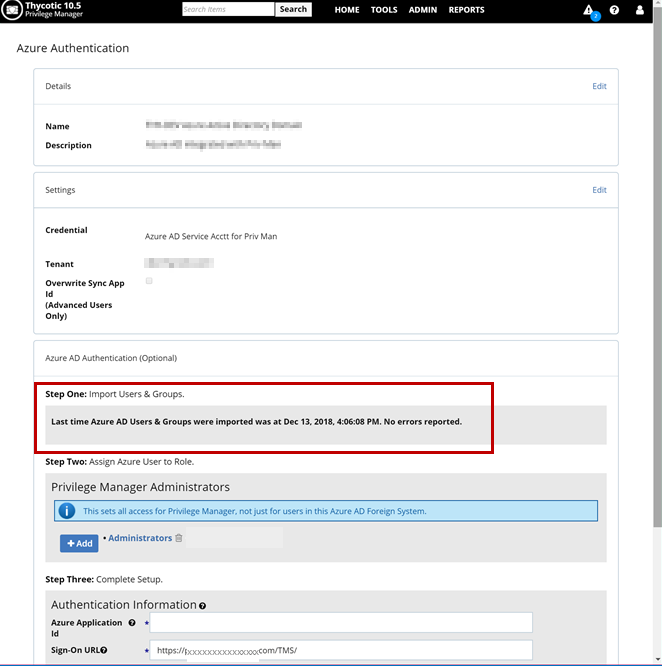 Thycotic 10.5
Privilege Manager
Search Items
Search
HOME TOOLS ADMIN REPORTS
2
Azure Authentication
Details Edit
Name
Description
Settings Edit
Credential Azure AD Service Acctt for Priv Man
Tenant
Overwrite Sync App
Id
(Advanced Users
Only)
Azure AD Authentication (Optional)
Step One: Import Users & Groups.
Last time Azure AD Users & Groups were imported was at Dec 13, 2018, 4:06:08 PM. No errors reported.
Step Two: Assign Azure User to Role.
Privilege Manager Administrators
This sets all access for Privilege Manager, not just for users in this Azure AD Foreign System.
+ Add • Administrators
Step Three: Complete Setup.
Authentication Information
Azure Application
Id *
Sign-On URL * https://pxxxxxxxxxxxxxx.com/TMS/